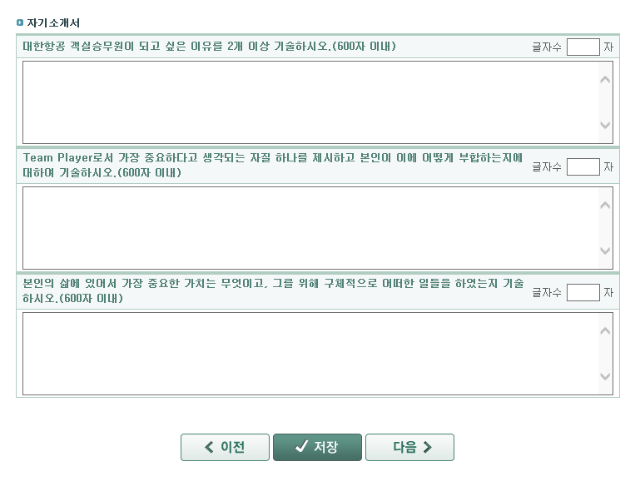 자기소개서
대한항공 객실승무원이 되고 싶은 이유를 2개 이상 기술하시오.(600자 이내)
글자수 자
Team Player로서 가장 중요하다고 생각되는 자질 하나를 제시하고 본인이 이에 어떻게 부합하는지에
대하여 기술하시오.(600자 이내)
글자수 자
본인의 삶에 있어서 가장 중요한 가치는 무엇이고, 그를 위해 구체적으로 어떠한 일들을 하였는지 기술
하시오.(600자 이내)
글자수 자
이전 저장 다음